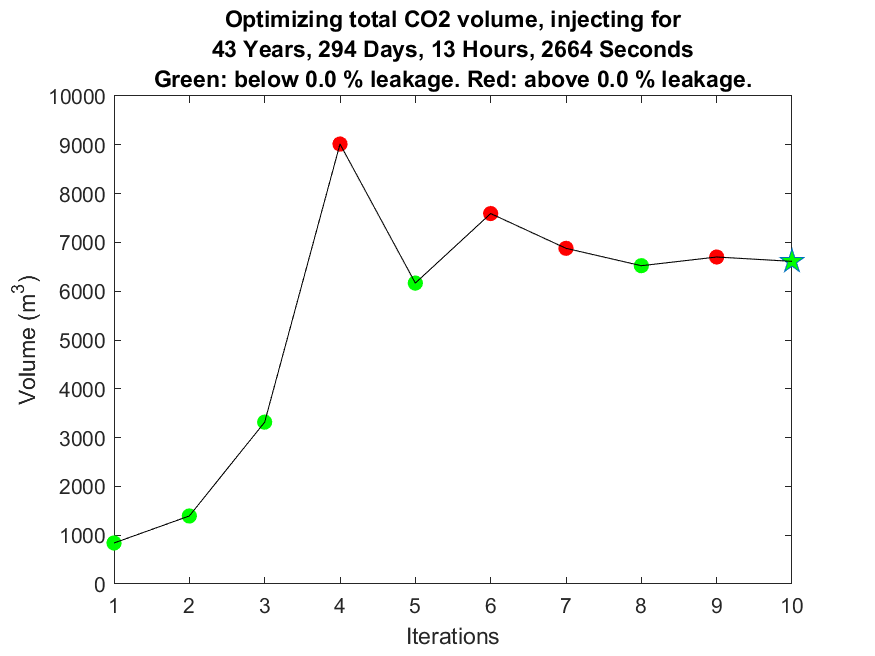 Optimizing total CO2 volume, injecting for
43 Years, 294 Days, 13 Hours, 2664 Seconds
Green: below 0.0 % leakage. Red: above 0.0 % leakage.
10000
9000
8000
7000
6000
5000
4000
3000
2000
1000
0
Volume (m³)
1 2 3 4 5 6 7 8 9 10
Iterations